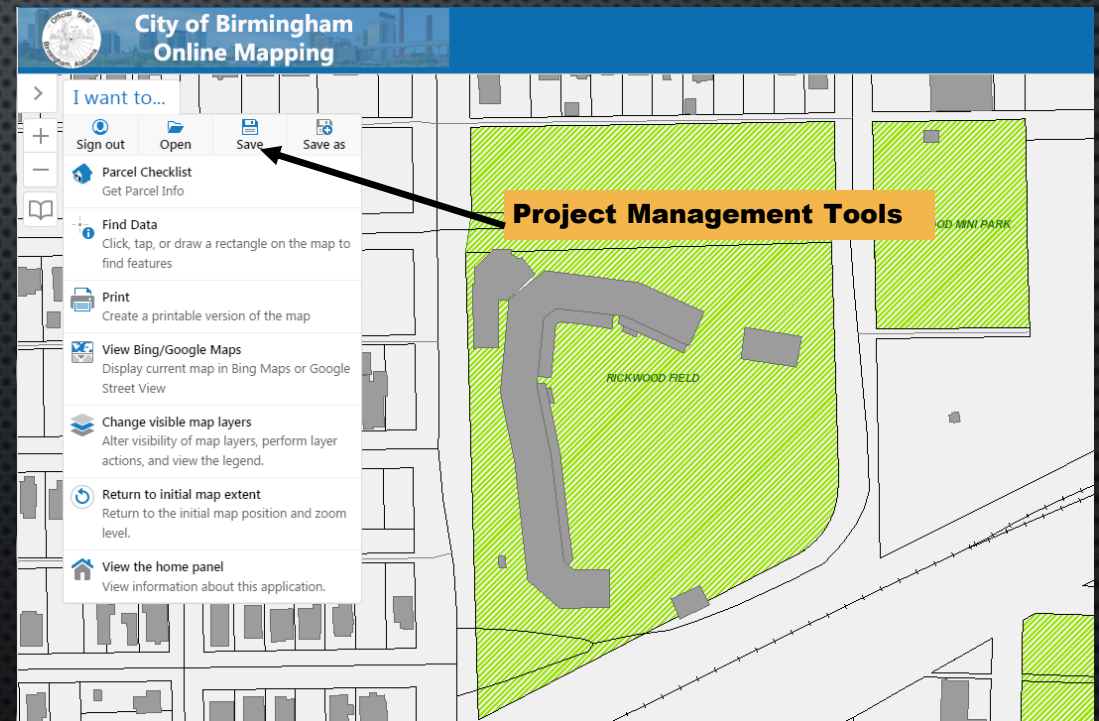 City of Birmingham
Online Mapping
I want to...
Sign out Open Save Save as
Parcel Checklist
Get Parcel Info
Find Data
Click, tap, or draw a rectangle on the map to
find features
Print
Create a printable version of the map
View Bing/Google Maps
Display current map in Bing Maps or Google
Street View
Change visible map layers
Alter visibility of map layers, perform layer
actions, and view the legend.
Return to initial map extent
Return to the initial map position and zoom
level.
View the home panel
View information about this application.
Project Management Tools
OOD MINI PARK
RICKWOOD FIELD